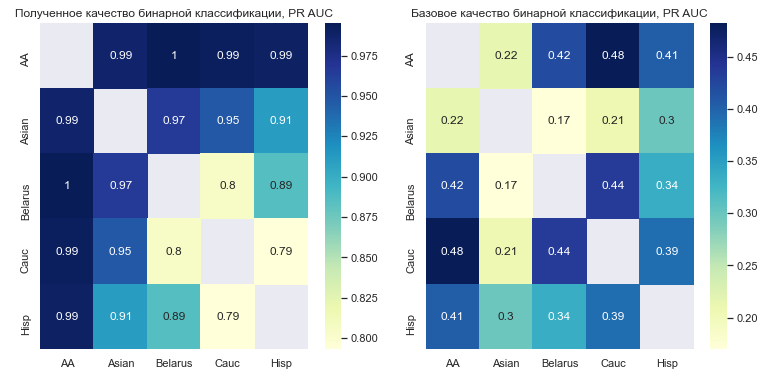 Полученное качество бинарной классификации, PR AUC
AA 0.99 1 0.99 0.99
Asian 0.99 0.97 0.95 0.91
Belarus 1 0.97 0.8 0.89
Cauc 0.99 0.95 0.8 0.79
Hisp 0.99 0.91 0.89 0.79
AA Asian Belarus Cauc Hisp
0.975
0.950
0.925
0.900
0.875
0.850
0.825
0.800
Базовое качество бинарной классификации, PR AUC
AA 0.22 0.42 0.48 0.41
Asian 0.22 0.17 0.21 0.3
Belarus 0.42 0.17 0.44 0.34
Cauc 0.48 0.21 0.44 0.39
Hisp 0.41 0.3 0.34 0.39
AA Asian Belarus Cauc Hisp
0.45
0.40
0.35
0.30
0.25
0.20